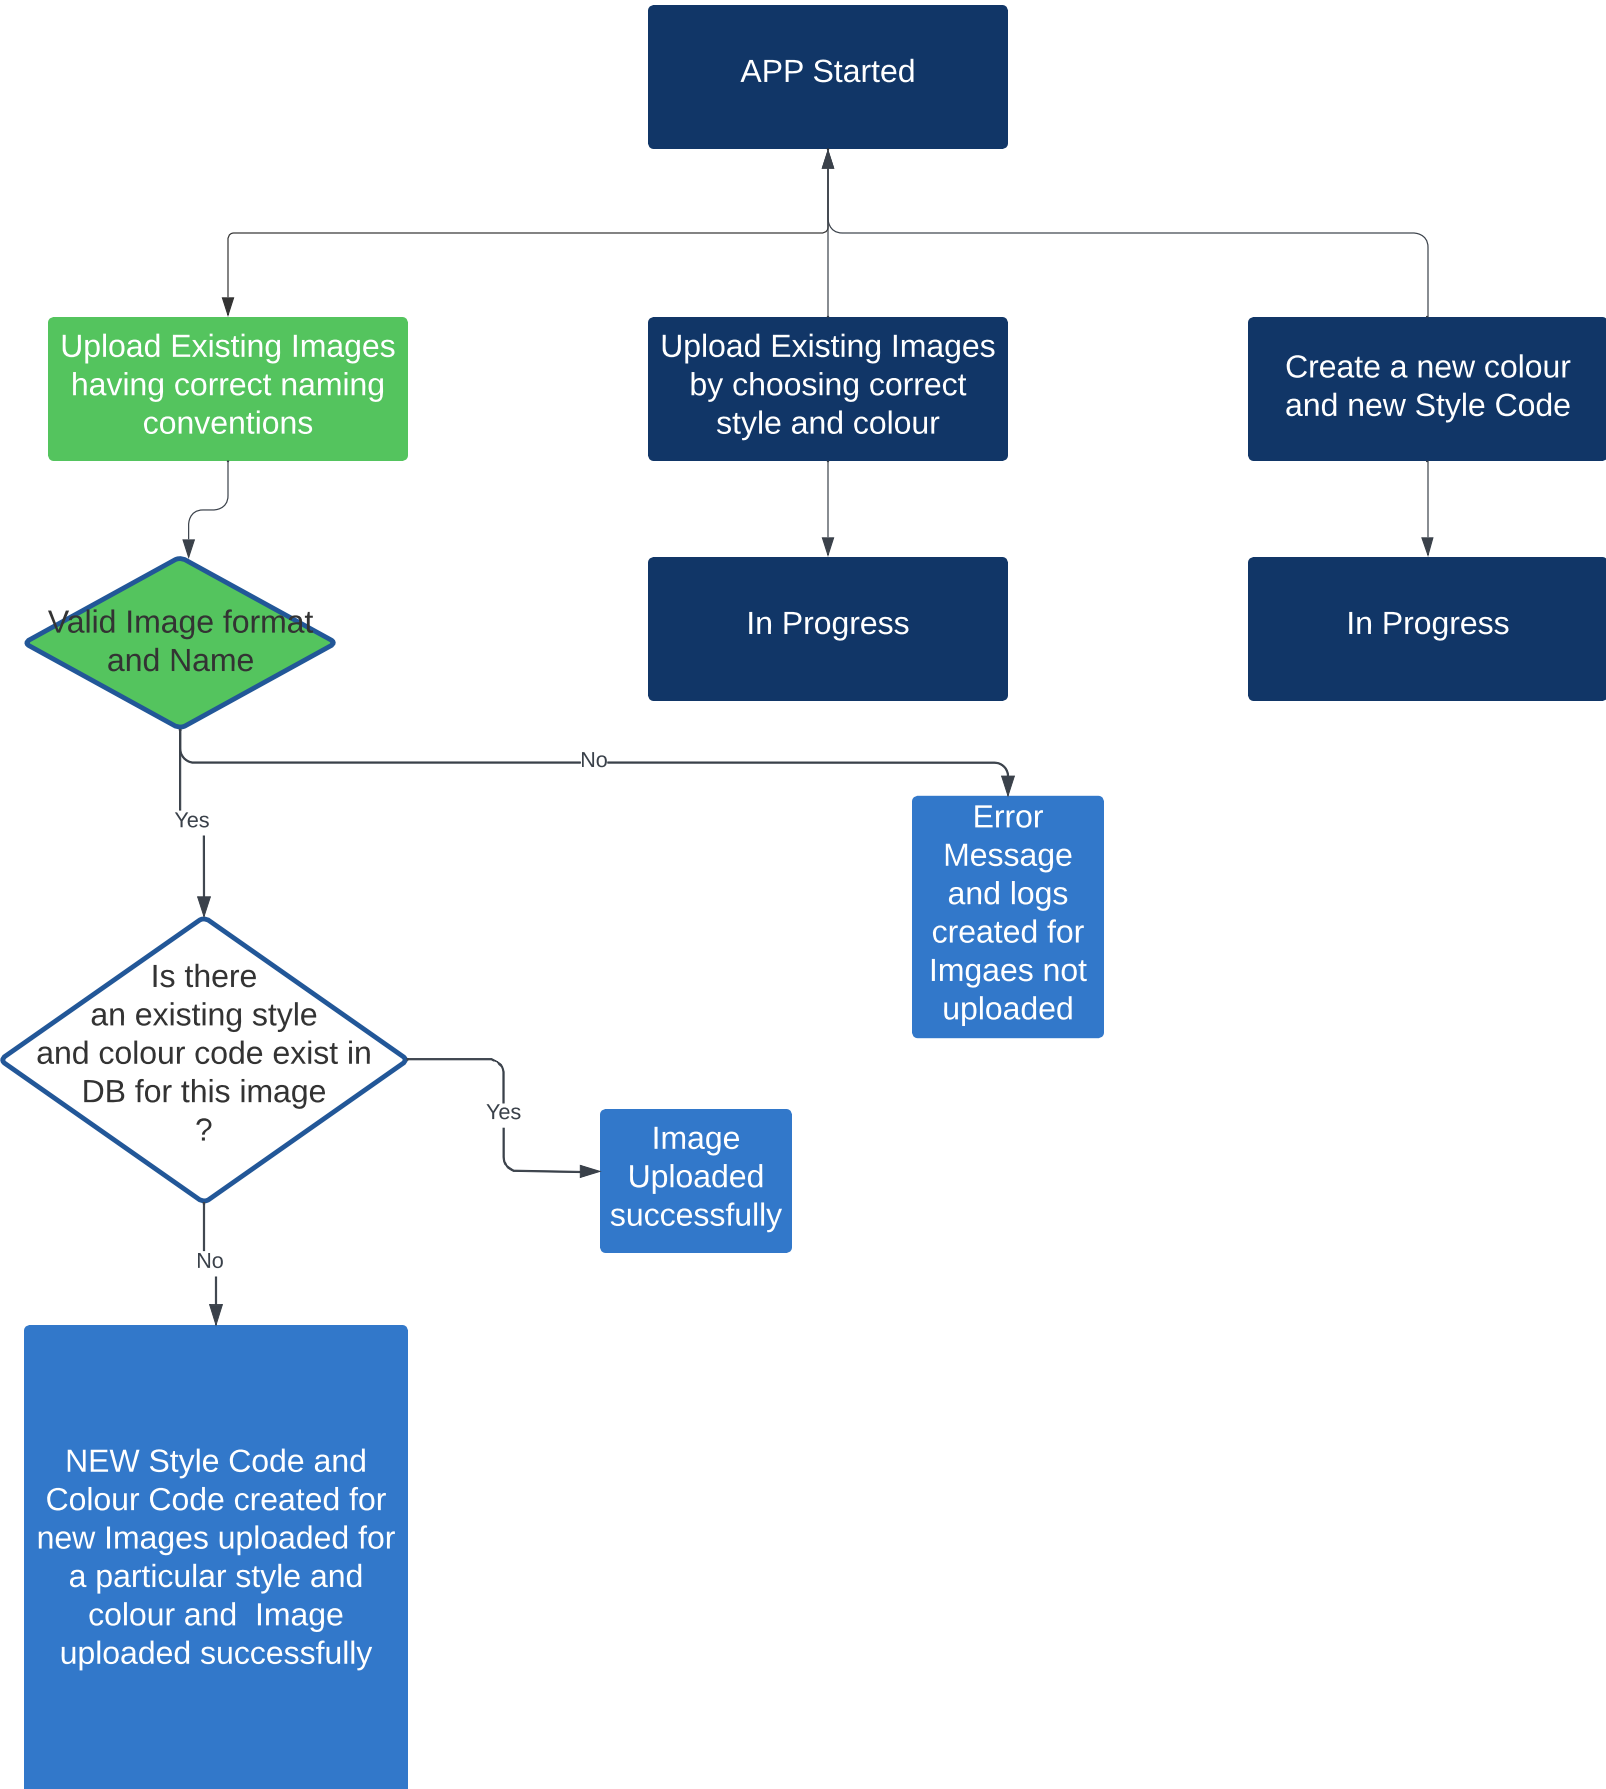 APP Started
Upload Existing Images
having correct naming
conventions
Upload Existing Images
by choosing correct
style and colour
Create a new colour
and new Style Code
Valid Image format
and Name
In Progress
In Progress
No
Yes
Error
Message
and logs
created for
Imgaes not
uploaded
Is there
an existing style
and colour code exist in
DB for this image
?
Yes
Image
Uploaded
successfully
No
NEW Style Code and
Colour Code created for
new Images uploaded for
a particular style and
colour and  Image
uploaded successfully